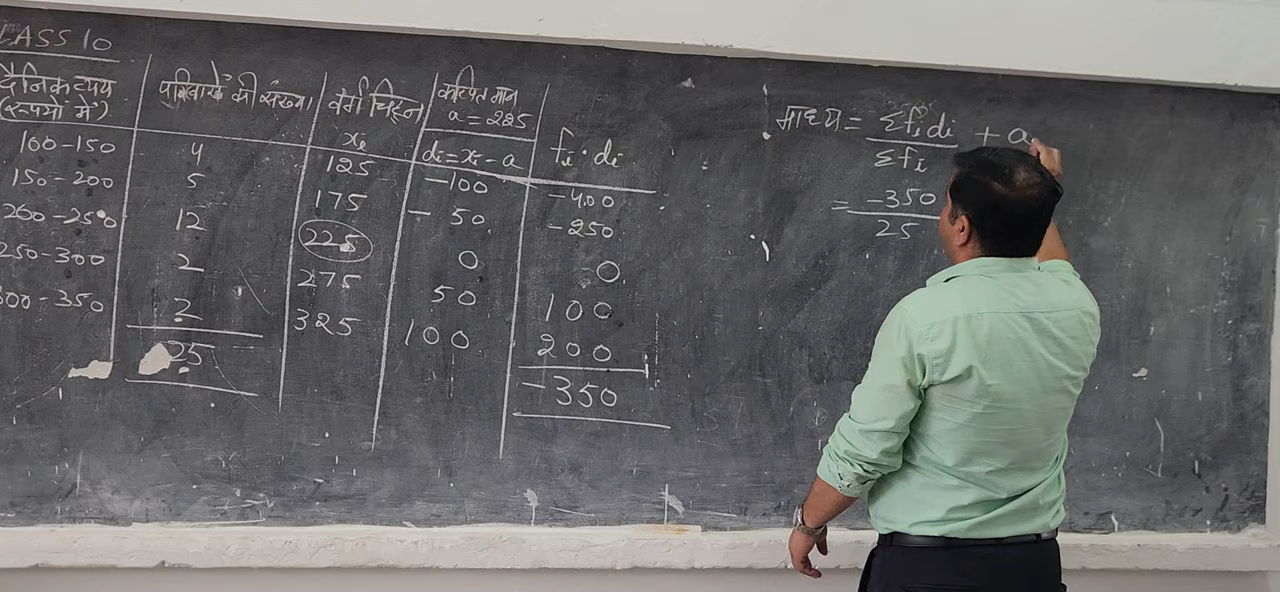 CLASS 10
दैनिक व्यय परिवारों की संख्या वर्ग चिह्न कल्पित मान
(रूपयों में) xi a = 225
di = xi - a fi · di
100-150 4 125 -100 -400
150-200 5 175 - 50 -250
200-250 12 225 0 0
250-300 2 275 50 100
300-350 2 325 100 200
25 -350
माध्य = Σfidi / Σfi + a
= -350 / 25